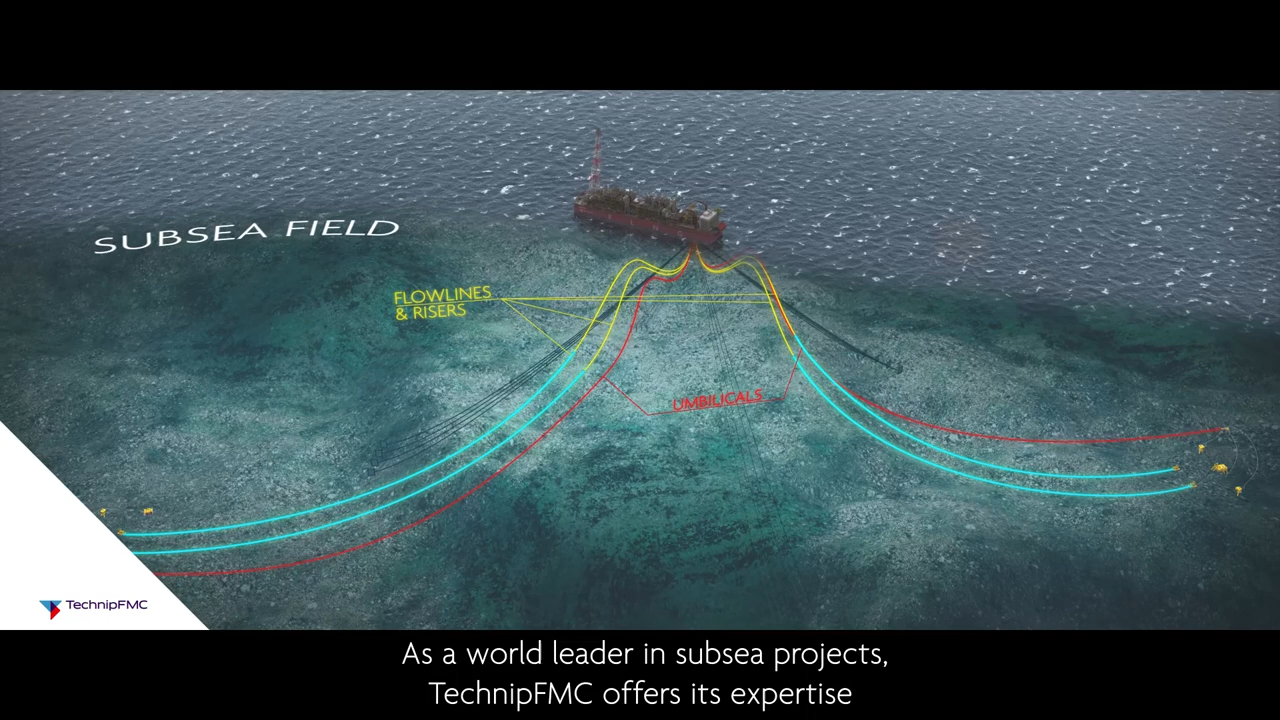 SUBSEA FIELD
FLOWLINES
& RISERS
UMBILICALS
TechnipFMC
As a world leader in subsea projects,
TechnipFMC offers its expertise